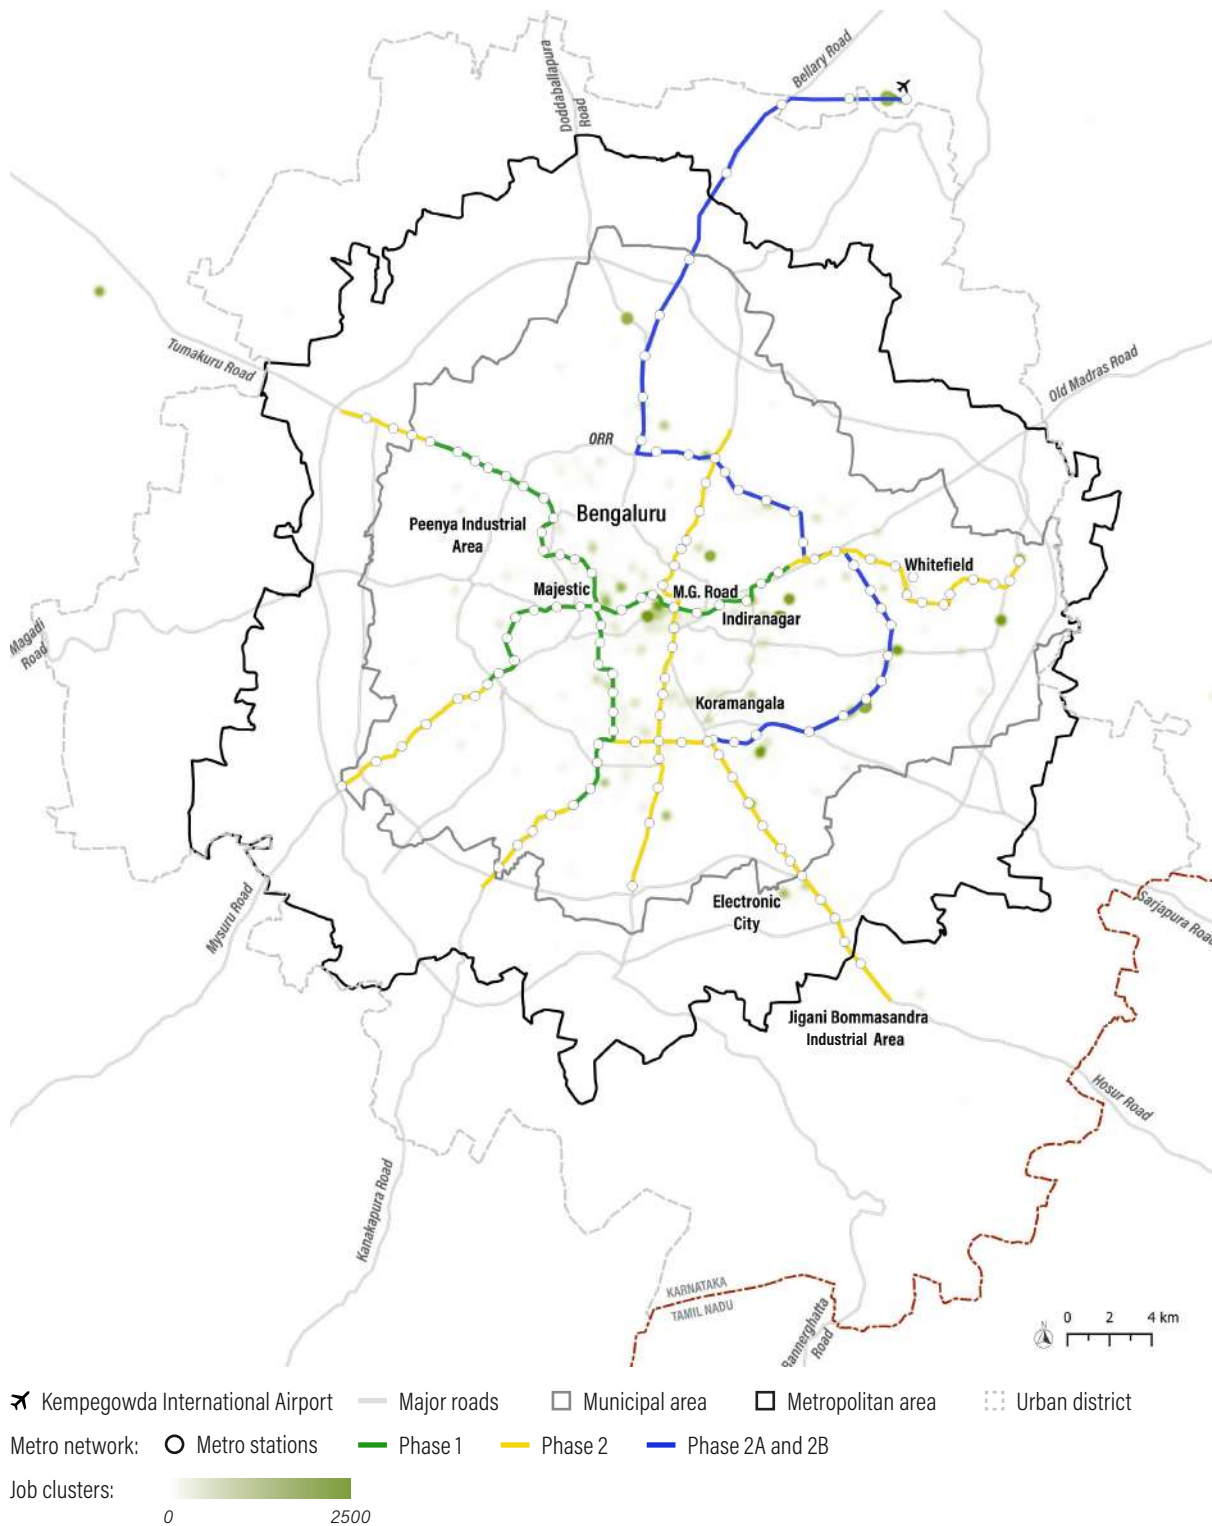 Bellary Road
Doddaballapura
Road
Tumakuru Road
Old Madras Road
ORR
Bengaluru
Peenya Industrial
Area
Whitefield
Majestic
M.G. Road
Indiranagar
Magadi
Road
Koramangala
Mysuru Road
Electronic
City
Sarjapura Road
Jigani Bommasandra
Industrial Area
Hosur Road
Kanakapura Road
KARNATAKA
TAMIL NADU
Bannerghatta
Road
N
0 2 4 km
Kempegowda International Airport Major roads Municipal area Metropolitan area Urban district
Metro network: Metro stations Phase 1 Phase 2 Phase 2A and 2B
Job clusters:
0 2500